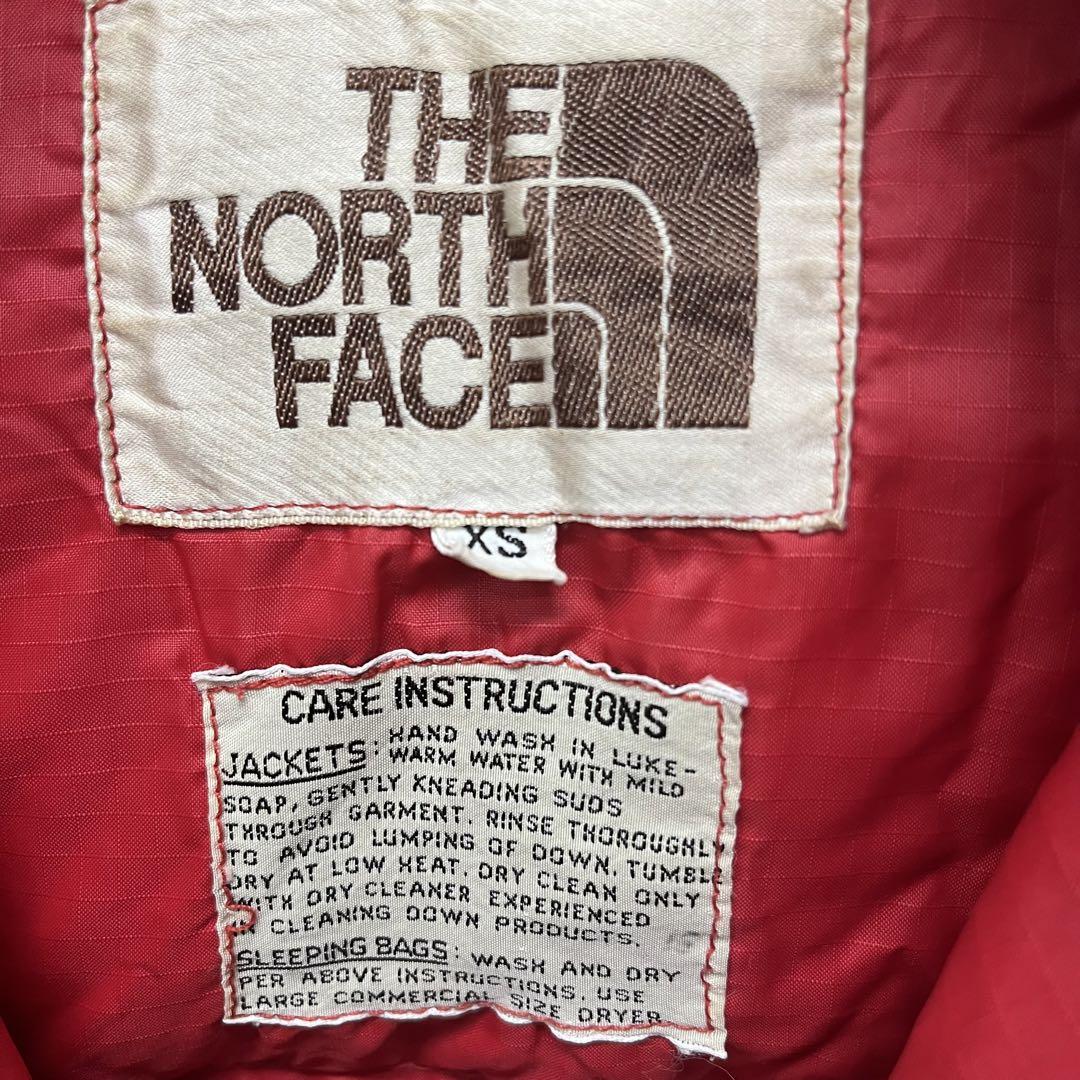 THE
NORTH
FACE
XS
CARE INSTRUCTIONS
JACKETS: HAND WASH IN LUKE-
WARM WATER WITH MILD
SOAP, GENTLY KNEADING SUDS
THROUGH GARMENT. RINSE THOROUGHLY
TO AVOID LUMPING OF DOWN. TUMBLE
DRY AT LOW HEAT. DRY CLEAN ONLY
WITH DRY CLEANER EXPERIENCED
IN CLEANING DOWN PRODUCTS.
SLEEPING BAGS: WASH AND DRY
PER ABOVE INSTRUCTIONS. USE
LARGE COMMERCIAL SIZE DRYER